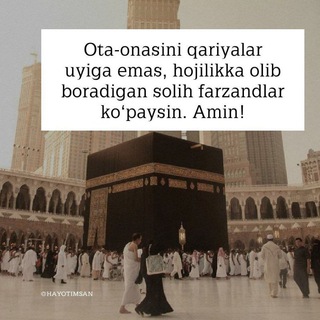 Ota-onasini qariyalar
uyiga emas, hojilikka olib
boradigan solih farzandlar
ko‘paysin. Amin!
©HAYOTIMSAN